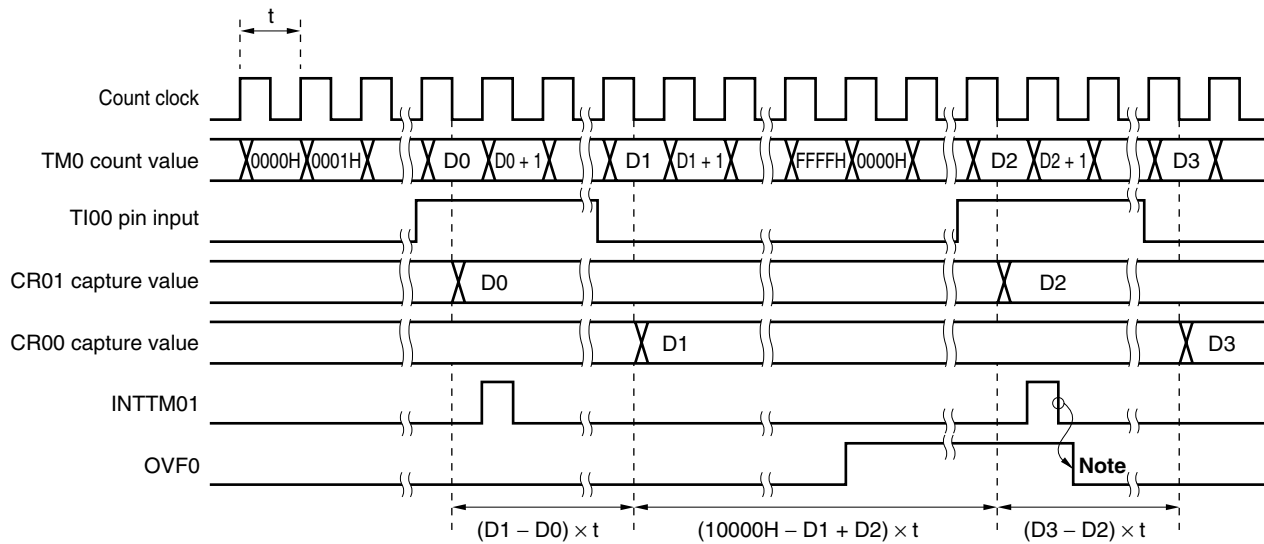 t
Count clock
TM0 count value
0000H 0001H D0 D0 + 1 D1 D1 + 1 FFFFH 0000H D2 D2 + 1 D3
TI00 pin input
CR01 capture value
D0 D2
CR00 capture value
D1 D3
INTTM01
OVF0
Note
(D1 – D0) × t (10000H – D1 + D2) × t (D3 – D2) × t